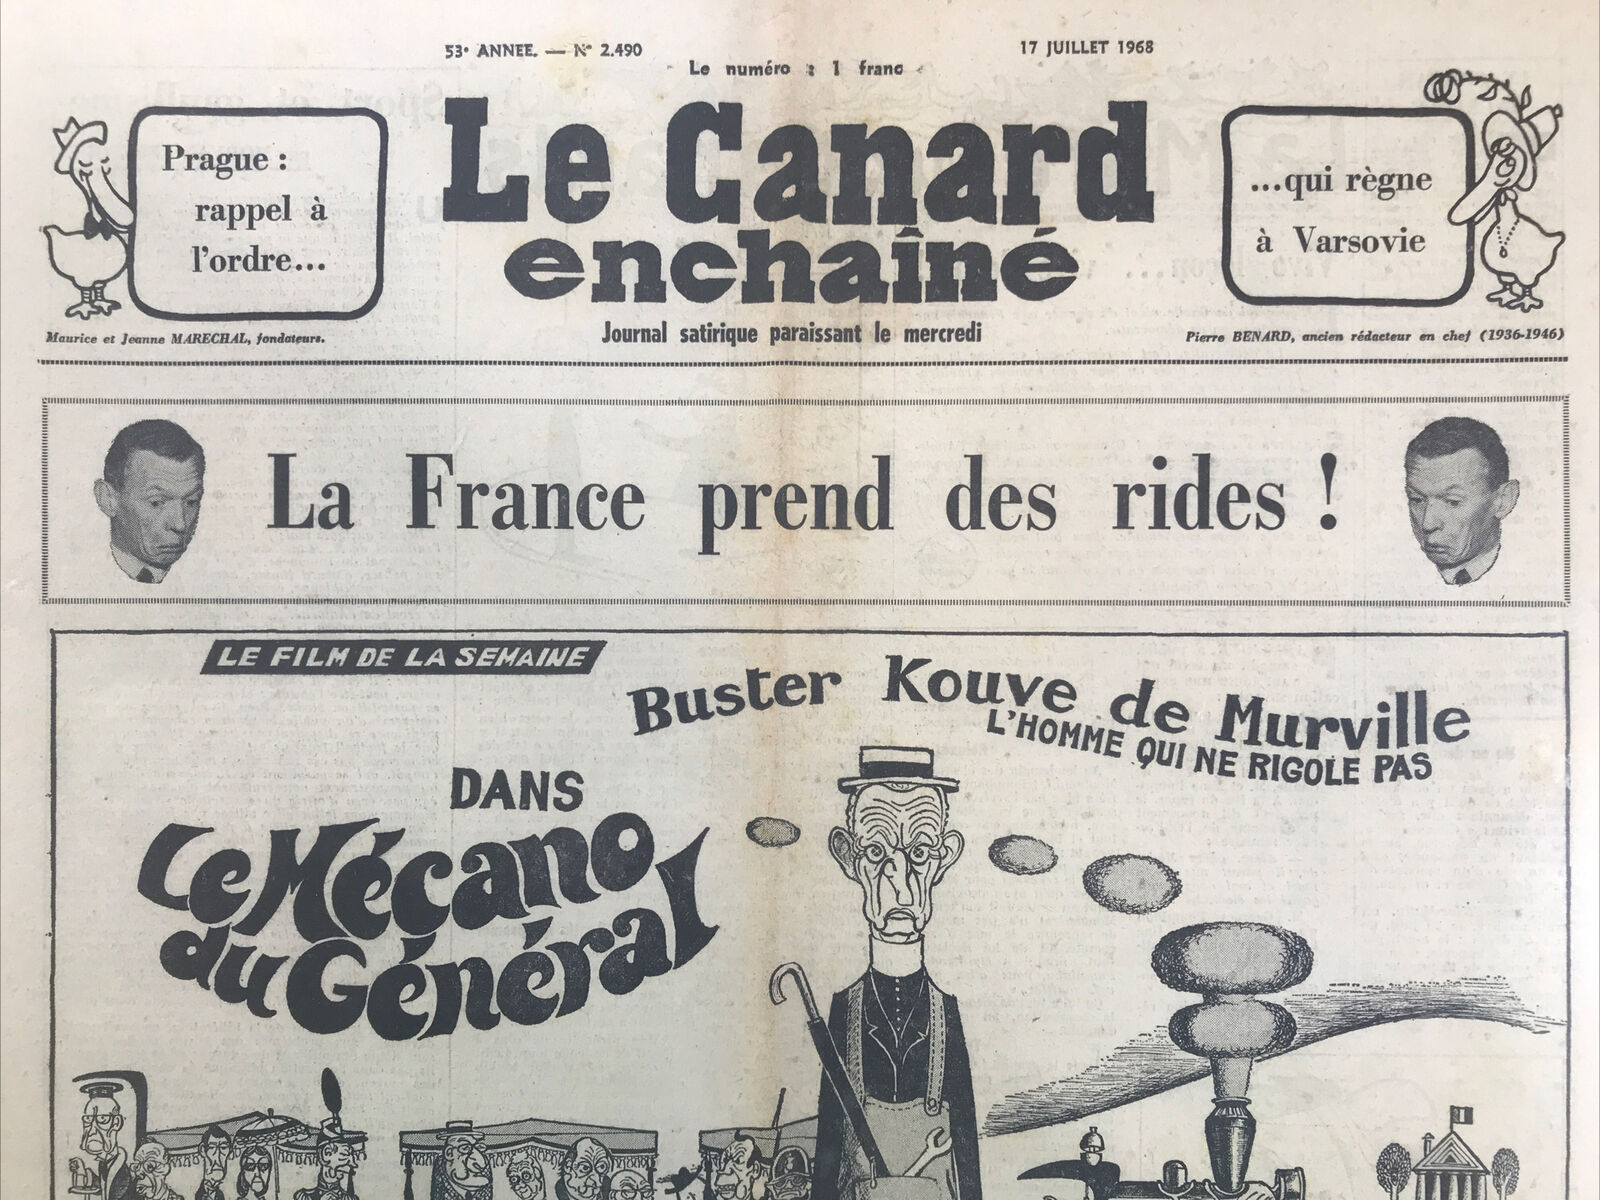 53e ANNEE. — N° 2.490
17 JUILLET 1968
Le numéro : 1 franc
Prague :
rappel à
l'ordre...
Le Canard
enchaîné
...qui règne
à Varsovie
Maurice et Jeanne MARECHAL, fondateurs.
Journal satirique paraissant le mercredi
Pierre BENARD, ancien rédacteur en chef (1936-1946)
La France prend des rides !
LE FILM DE LA SEMAINE
Buster Kouve de Murville
L'HOMME QUI NE RIGOLE PAS
DANS
Le Mécano
du Général